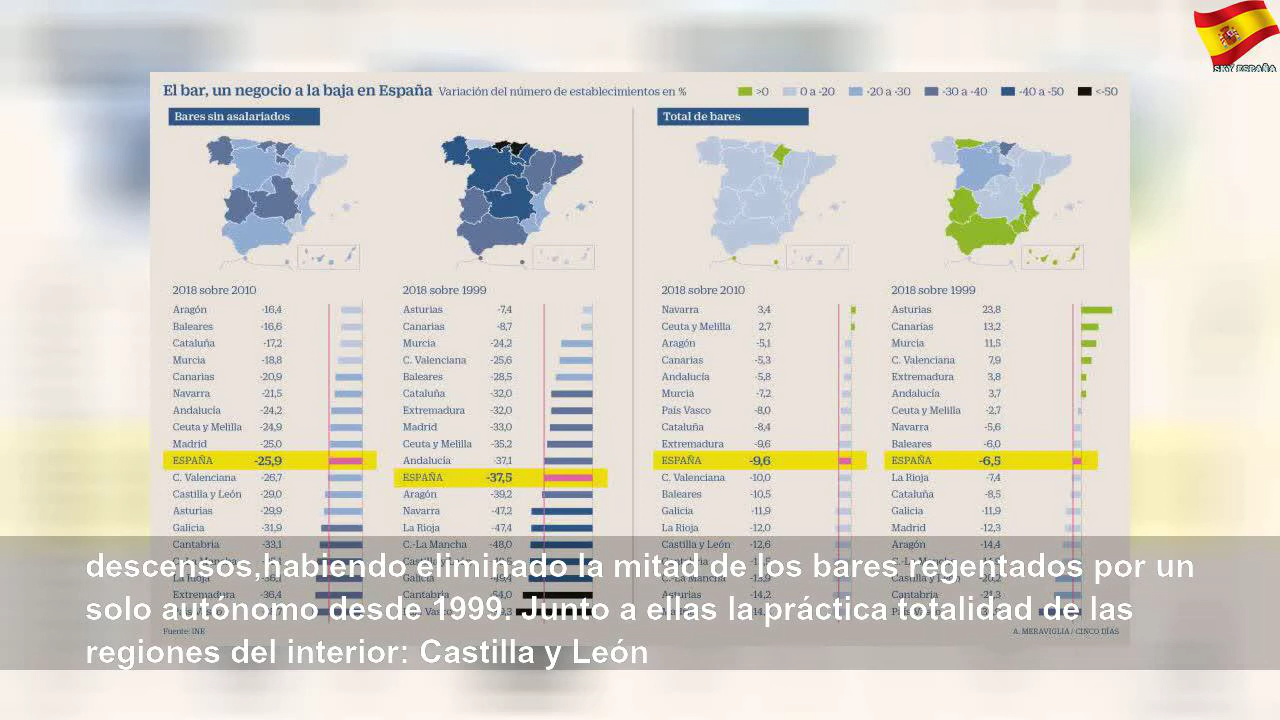 SKY ESPAÑA
El bar, un negocio a la baja en España Variación del número de establecimientos en %
>0 0 a -20 -20 a -30 -30 a -40 -40 a -50 <-50
Bares sin asalariados
Total de bares
2018 sobre 2010
Aragón -16,4
Baleares -16,6
Cataluña -17,2
Murcia -18,8
Canarias -20,9
Navarra -21,5
Andalucía -24,2
Ceuta y Melilla -24,9
Madrid -25,0
ESPAÑA -25,9
C. Valenciana -26,7
Castilla y León -29,0
Asturias -29,9
Galicia -31,9
Cantabria -33,1
La Rioja
Extremadura -36,4
2018 sobre 1999
Asturias -7,4
Canarias -8,7
Murcia -24,2
C. Valenciana -25,6
Baleares -28,5
Cataluña -32,0
Extremadura -32,0
Madrid -33,0
Ceuta y Melilla -35,2
Andalucía -37,1
ESPAÑA -37,5
Aragón -39,2
Navarra -47,2
La Rioja -47,4
C.-La Mancha -48,0
Galicia
Cantabria -54,0
2018 sobre 2010
Navarra 3,4
Ceuta y Melilla 2,7
Aragón -5,1
Canarias -5,3
Andalucía -5,8
Murcia -7,2
País Vasco -8,0
Cataluña -8,4
Extremadura -9,6
ESPAÑA -9,6
C. Valenciana -10,0
Baleares -10,5
Galicia -11,9
La Rioja -12,0
Castilla y León -12,6
C.-La Mancha -13,9
Asturias -14,2
2018 sobre 1999
Asturias 23,8
Canarias 13,2
Murcia 11,5
C. Valenciana 7,9
Extremadura 3,8
Andalucía 3,7
Ceuta y Melilla -2,7
Navarra -5,6
Baleares -6,0
ESPAÑA -6,5
La Rioja -7,4
Cataluña -8,5
Galicia -11,9
Madrid -12,3
Aragón -14,4
Castilla y León -20,2
Cantabria -21,3
Fuente: INE
A. MERAVIGLIA / CINCO DÍAS
descensos,habiendo eliminado la mitad de los bares regentados por un
solo autónomo desde 1999. Junto a ellas la práctica totalidad de las
regiones del interior: Castilla y León